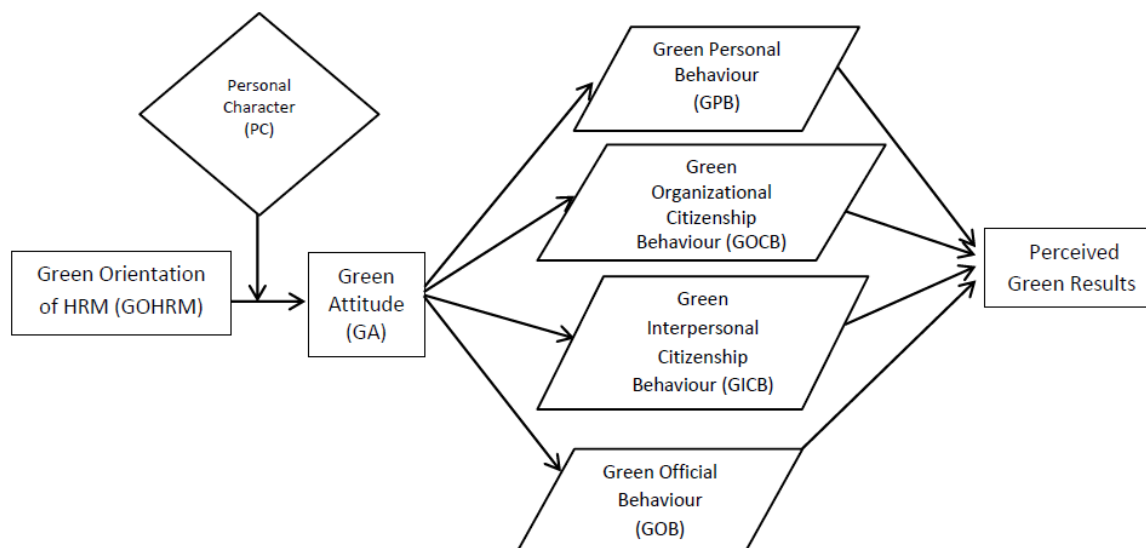 Personal
Character
(PC)
Green Orientation
of HRM (GOHRM)
Green
Attitude
(GA)
Green Personal
Behaviour
(GPB)
Green
Organizational
Citizenship
Behaviour (GOCB)
Green
Interpersonal
Citizenship
Behaviour (GICB)
Green Official
Behaviour
(GOB)
Perceived
Green Results